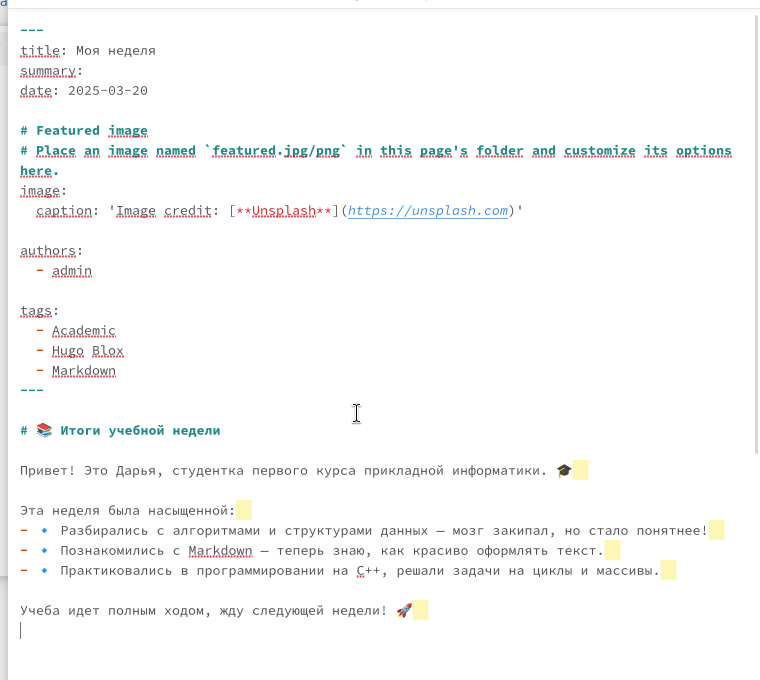 ---
title: Моя неделя
summary:
date: 2025-03-20
# Featured image
# Place an image named `featured.jpg/png` in this page's folder and customize its options
here.
image:
  caption: 'Image credit: [**Unsplash**](https://unsplash.com)'
authors:
  - admin
tags:
  - Academic
  - Hugo Blox
  - Markdown
---
# 📚 Итоги учебной недели
Привет! Это Дарья, студентка первого курса прикладной информатики. 🎓
Эта неделя была насыщенной:
- 🔹 Разбирались с алгоритмами и структурами данных — мозг закипал, но стало понятнее!
- 🔹 Познакомились с Markdown — теперь знаю, как красиво оформлять текст.
- 🔹 Практиковались в программировании на C++, решали задачи на циклы и массивы.
Учеба идет полным ходом, жду следующей недели! 🚀